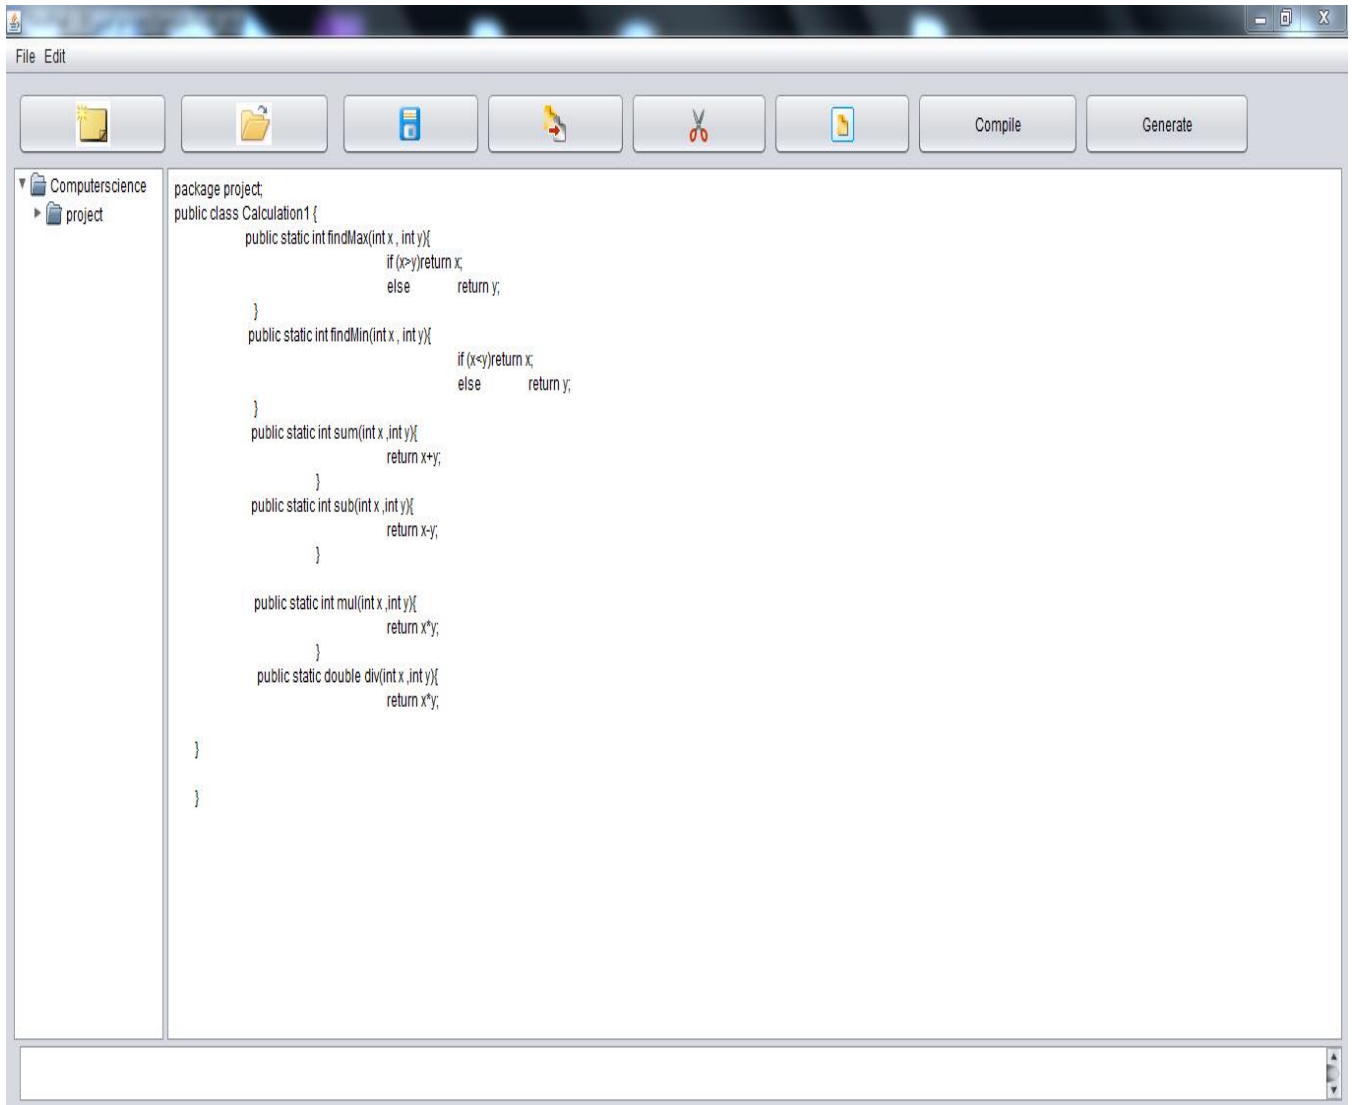 File Edit
Compile Generate
Computerscience
project
package project;
public class Calculation1 {
public static int findMax(int x , int y){
if (x>y)return x;
else return y;
}
public static int findMin(int x , int y){
if (x<y)return x;
else return y;
}
public static int sum(int x ,int y){
return x+y;
}
public static int sub(int x ,int y){
return x-y;
}
public static int mul(int x ,int y){
return x*y;
}
public static double div(int x ,int y){
return x*y;
}
}